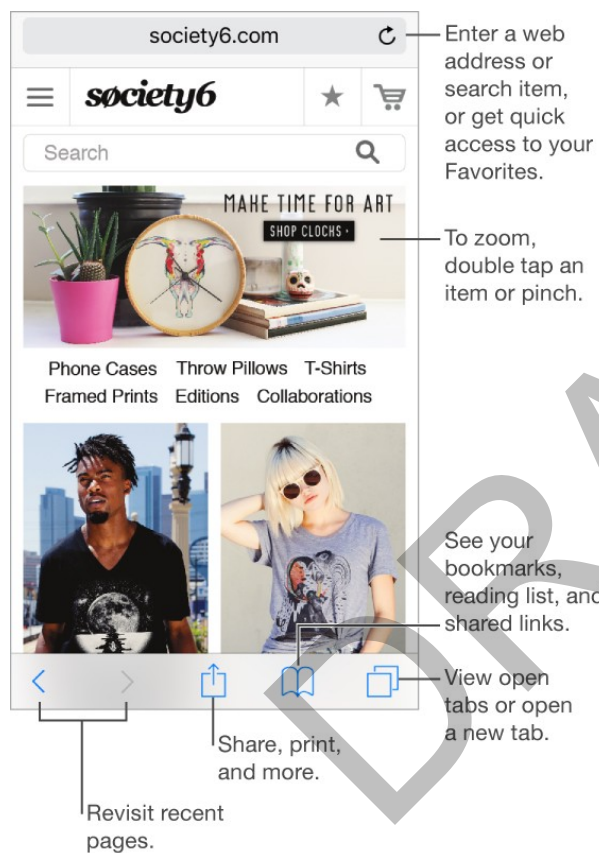 society6.com
Enter a web
address or
search item,
or get quick
access to your
Favorites.
society6
Search
MAKE TIME FOR ART
SHOP CLOCKS ›
To zoom,
double tap an
item or pinch.
Phone Cases Throw Pillows T-Shirts
Framed Prints Editions Collaborations
See your
bookmarks,
reading list, and
shared links.
View open
tabs or open
a new tab.
Share, print,
and more.
Revisit recent
pages.